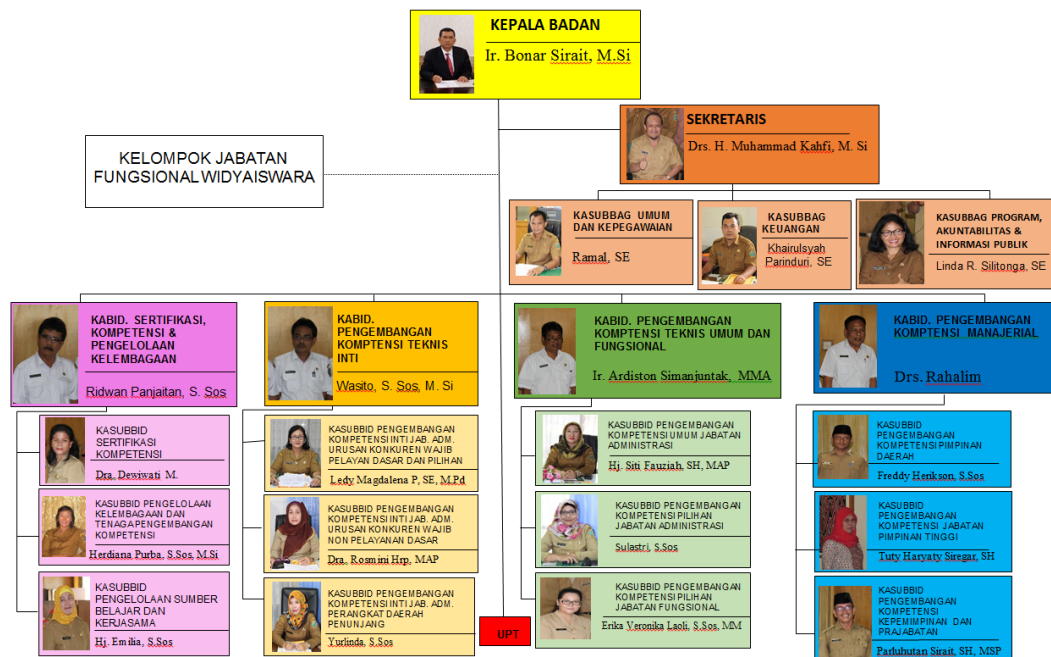 KEPALA BADAN
Ir. Bonar Sirait, M.Si
SEKRETARIS
Drs. H. Muhammad Kahfi, M. Si
KELOMPOK JABATAN
FUNGSIONAL WIDYAISWARA
KASUBBAG UMUM
DAN KEPEGAWAIAN
Ramal, SE
KASUBBAG
KEUANGAN
Khairulsyah
Parinduri, SE
KASUBBAG PROGRAM,
AKUNTABILITAS &
INFORMASI PUBLIK
Linda R. Silitonga, SE
KABID. SERTIFIKASI,
KOMPETENSI &
PENGELOLAAN
KELEMBAGAAN
Ridwan Panjaitan, S. Sos
KABID.
PENGEMBANGAN
KOMPTENSI TEKNIS
INTI
Wasito, S. Sos, M. Si
KABID. PENGEMBANGAN
KOMPTENSI TEKNIS UMUM DAN
FUNGSIONAL
Ir. Ardiston Simanjuntak, MMA
KABID. PENGEMBANGAN
KOMPTENSI MANAJERIAL
Drs. Rahalim
KASUBBID
SERTIFIKASI
KOMPETENSI
Dra. Dewiwati M.
KASUBBID PENGELOLAAN
KELEMBAGAAN DAN
TENAGA PENGEMBANGAN
KOMPETENSI
Herdiana Purba, S.Sos, M.Si
KASUBBID
PENGELOLAAN SUMBER
BELAJAR DAN
KERJASAMA
Hj. Emilia, S.Sos
KASUBBID PENGEMBANGAN
KOMPETENSI INTI JAB. ADM.
URUSAN KONKUREN WAJIB
PELAYAN DASAR DAN PILIHAN
Ledy Magdalena P, SE, M.Pd
KASUBBID PENGEMBANGAN
KOMPETENSI INTI JAB. ADM.
URUSAN KONKUREN WAJIB
NON PELAYANAN DASAR
Dra. Rosmini Hrp, MAP
KASUBBID PENGEMBANGAN
KOMPETENSI INTI JAB. ADM.
PERANGKAT DAERAH
PENUNJANG
Yurlinda, S.Sos
KASUBBID PENGEMBANGAN
KOMPETENSI UMUM JABATAN
ADMINISTRASI
Hj. Siti Fauziah, SH, MAP
KASUBBID PENGEMBANGAN
KOMPETENSI PILIHAN
JABATAN ADMINISTRASI
Sulastri, S.Sos
KASUBBID PENGEMBANGAN
KOMPETENSI PILIHAN
JABATAN FUNGSIONAL
Erika Veronika Laoli, S.Sos, MM
KASUBBID
PENGEMBANGAN
KOMPETENSI PIMPINAN
DAERAH
Freddy Herikson, S.Sos
KASUBBID
PENGEMBANGAN
KOMPETENSI JABATAN
PIMPINAN TINGGI
Tuty Haryaty Siregar, SH
KASUBBID
PENGEMBANGAN
KOMPETENSI
KEPEMIMPINAN DAN
PRAJABATAN
Parluhutan Sirait, SH, MSP
UPT